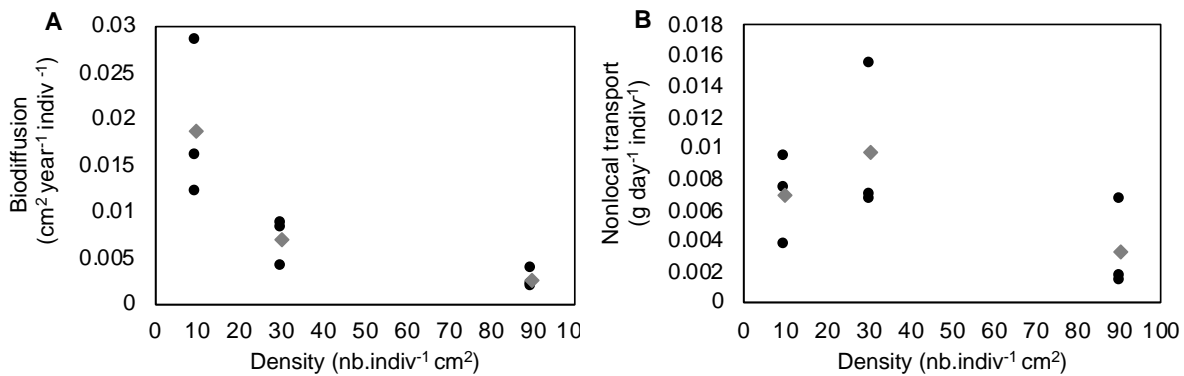 A
Biodiffusion
(cm² year⁻¹ indiv ⁻¹)
0.03
0.025
0.02
0.015
0.01
0.005
0
0 10 20 30 40 50 60 70 80 90 10
Density (nb.indiv⁻¹ cm²)
B
Nonlocal transport
(g day⁻¹ indiv⁻¹)
0.018
0.016
0.014
0.012
0.01
0.008
0.006
0.004
0.002
0
0 10 20 30 40 50 60 70 80 90 100
Density (nb.indiv⁻¹ cm²)